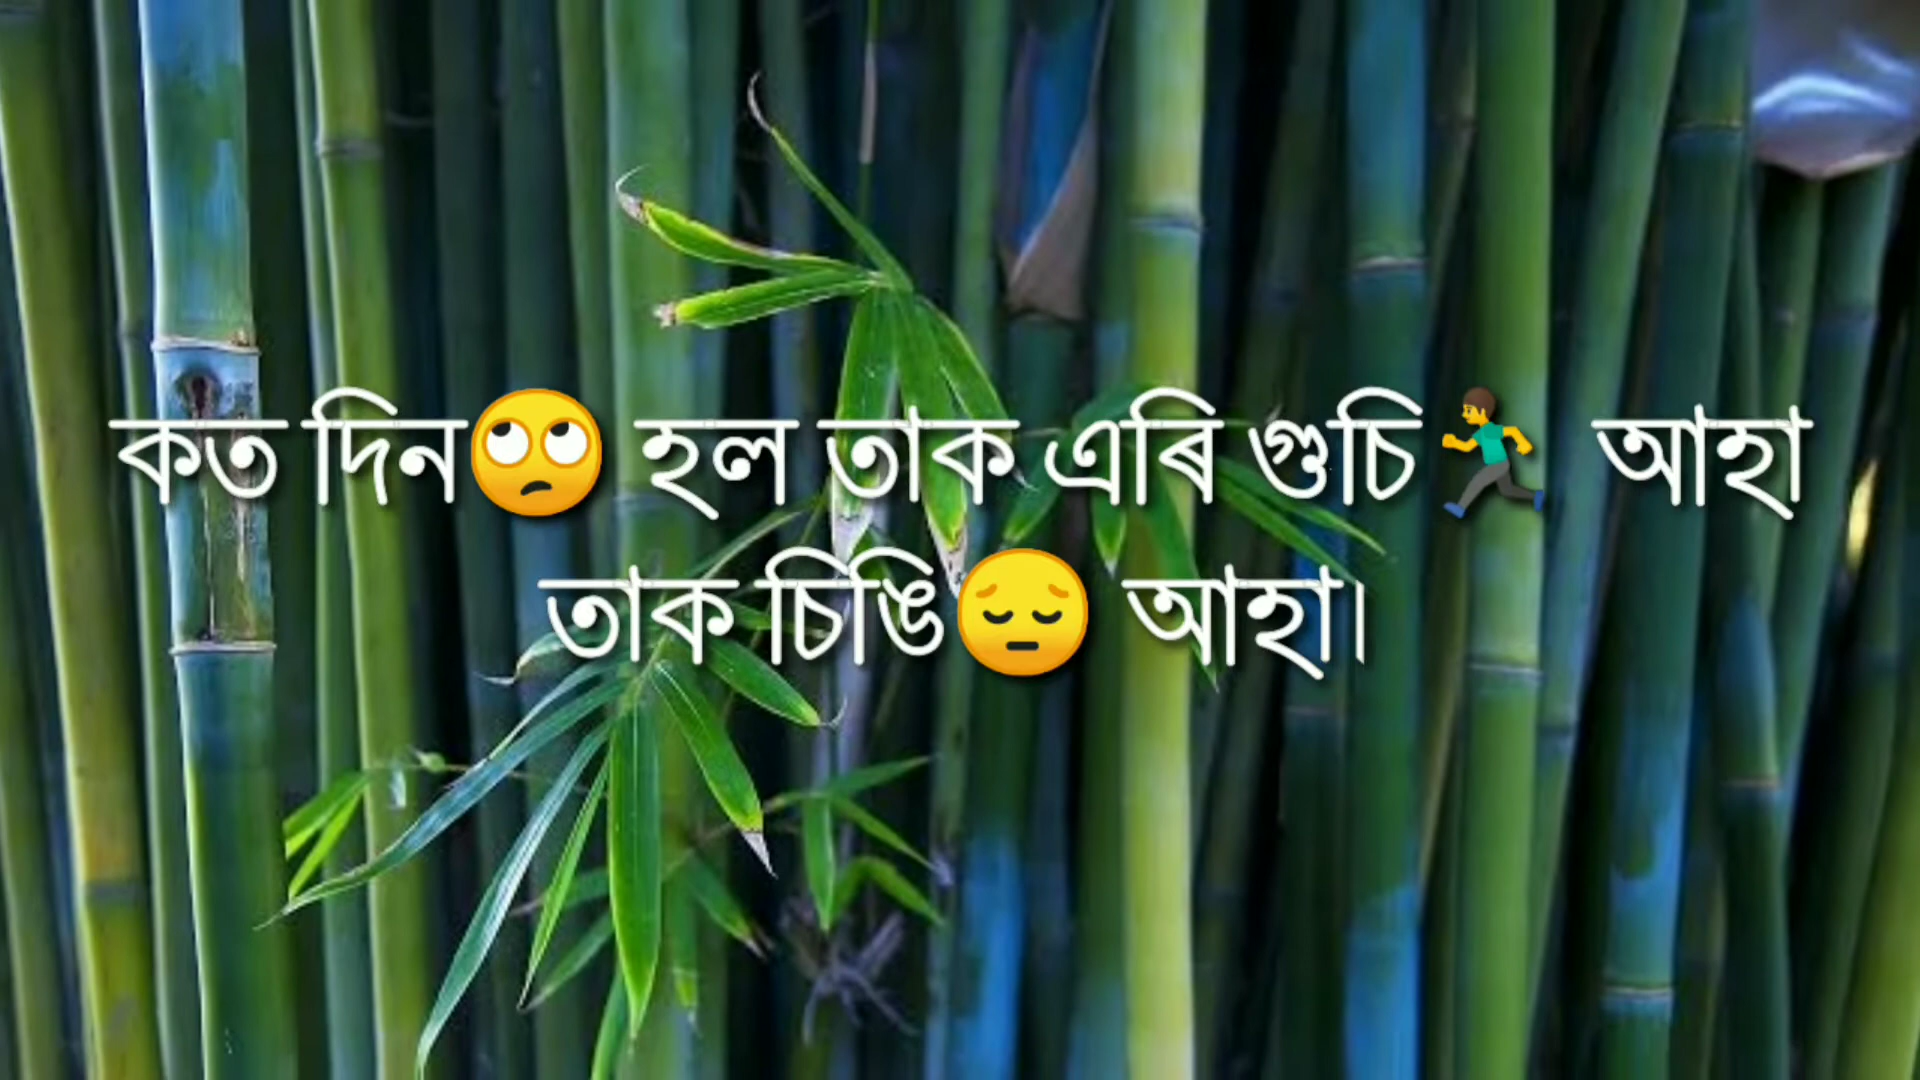 কত দিন🙄 হল তাক এৰি গুচি🏃‍♂️ আহা
তাক চিঙি😔 আহা।